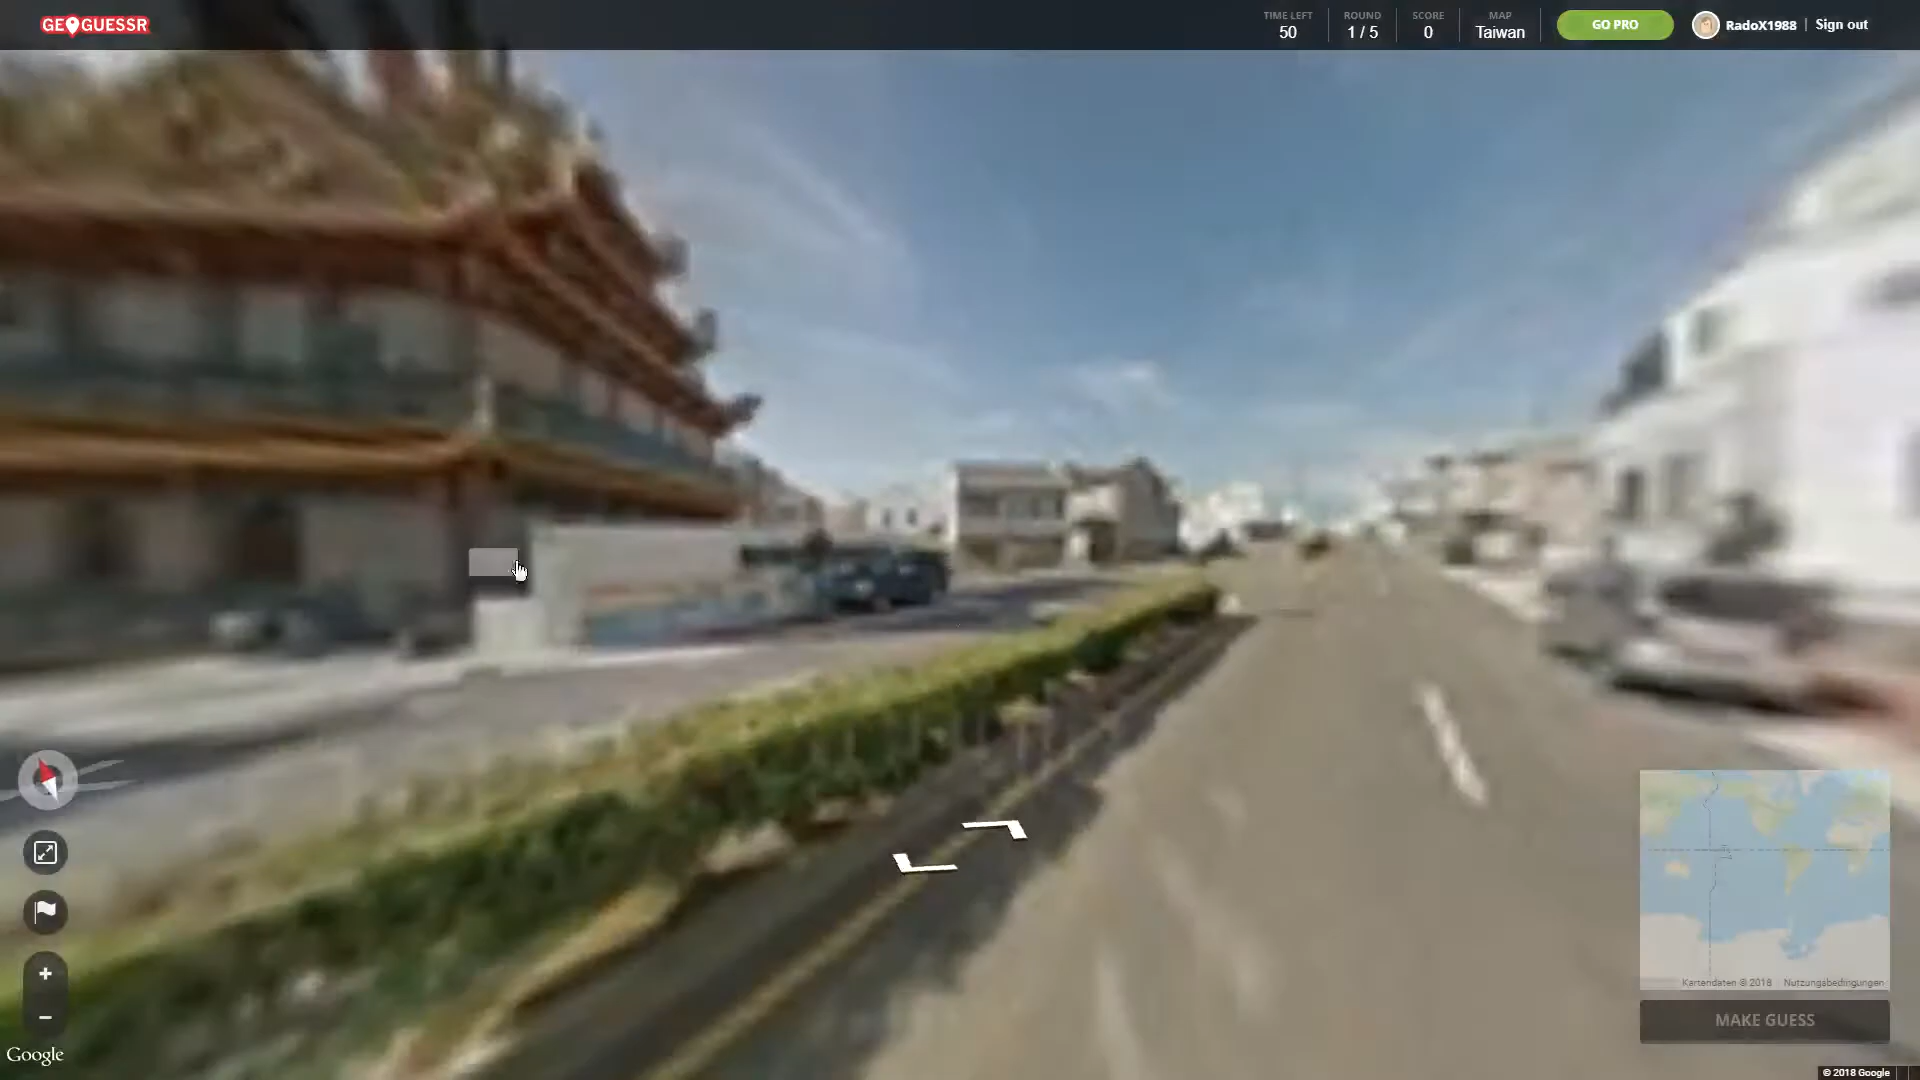 GEOGUESSR
TIME LEFT
50
ROUND
1 / 5
SCORE
0
MAP
Taiwan
GO PRO
RadoX1988
Sign out
Kartendaten © 2018
Nutzungsbedingungen
MAKE GUESS
Google
© 2018 Google